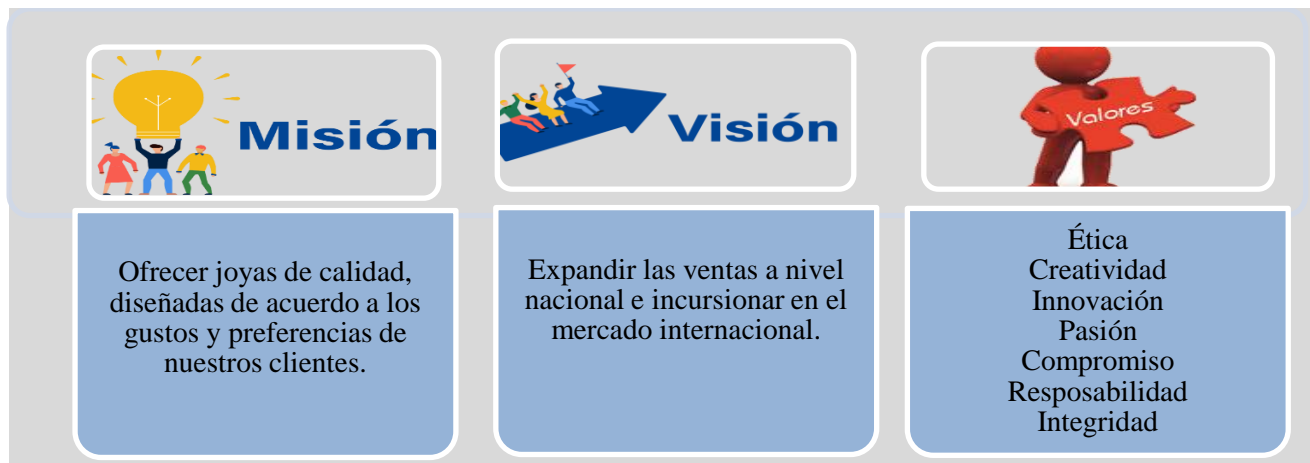 Misión
Ofrecer joyas de calidad,
diseñadas de acuerdo a los
gustos y preferencias de
nuestros clientes.
Visión
Expandir las ventas a nivel
nacional e incursionar en el
mercado internacional.
Valores
Ética
Creatividad
Innovación
Pasión
Compromiso
Resposabilidad
Integridad